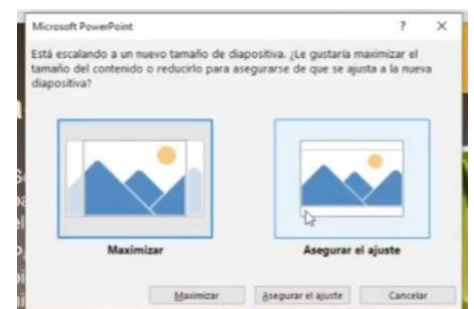 Microsoft PowerPoint ? ×
Está escalando a un nuevo tamaño de diapositiva. ¿Le gustaría maximizar el
tamaño del contenido o reducirlo para asegurarse de que se ajusta a la nueva
diapositiva?
Maximizar Asegurar el ajuste
Maximizar Asegurar el ajuste Cancelar